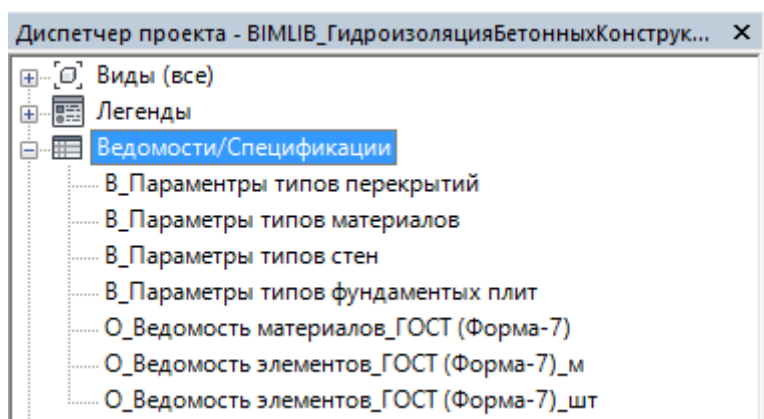 Диспетчер проекта - BIMLIB_ГидроизоляцияБетонныхКонструк...
Виды (все)
Легенды
Ведомости/Спецификации
В_Параментры типов перекрытий
В_Параметры типов материалов
В_Параметры типов стен
В_Параметры типов фундаментых плит
О_Ведомость материалов_ГОСТ (Форма-7)
О_Ведомость элементов_ГОСТ (Форма-7)_м
О_Ведомость элементов_ГОСТ (Форма-7)_шт